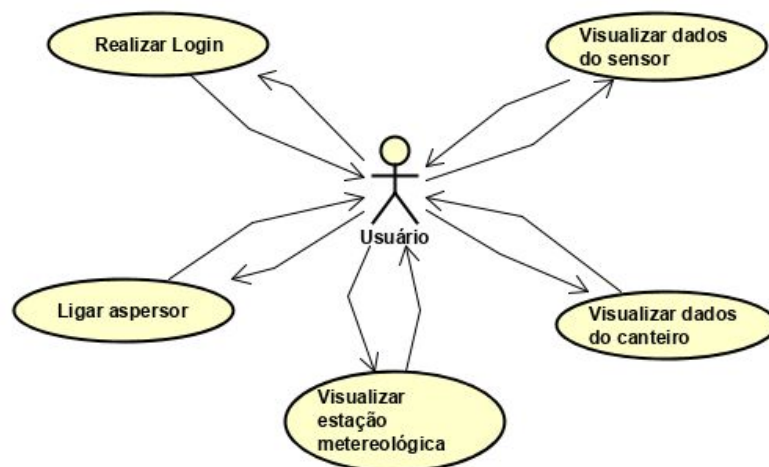 Realizar Login
Visualizar dados
do sensor
Usuário
Ligar aspersor
Visualizar dados
do canteiro
Visualizar
estação
metereológica